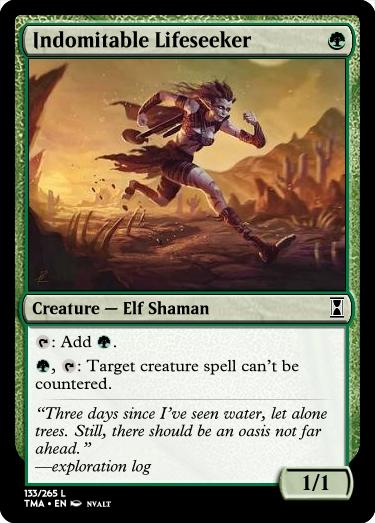 Indomitable Lifeseeker
Creature — Elf Shaman
: Add .
, : Target creature spell can't be
countered.
“Three days since I've seen water, let alone
trees. Still, there should be an oasis not far
ahead.”
—exploration log
1/1
133/265 L
TMA • EN NVALT